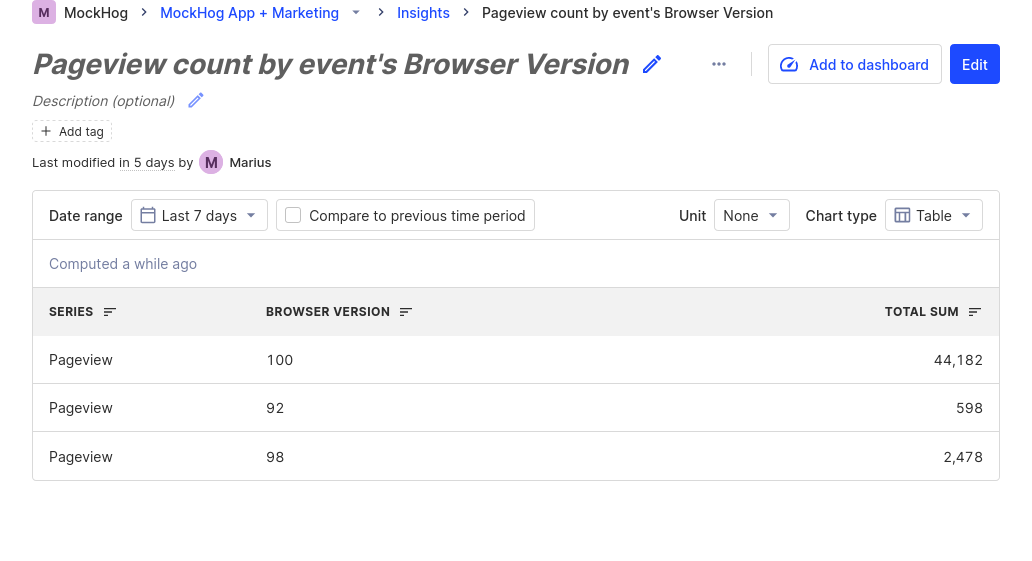 M MockHog MockHog App + Marketing Insights Pageview count by event's Browser Version
Pageview count by event's Browser Version
Add to dashboard
Edit
Description (optional)
Add tag
Last modified in 5 days by M Marius
Date range Last 7 days Compare to previous time period Unit None Chart type Table
Computed a while ago
SERIES BROWSER VERSION TOTAL SUM
Pageview 100 44,182
Pageview 92 598
Pageview 98 2,478